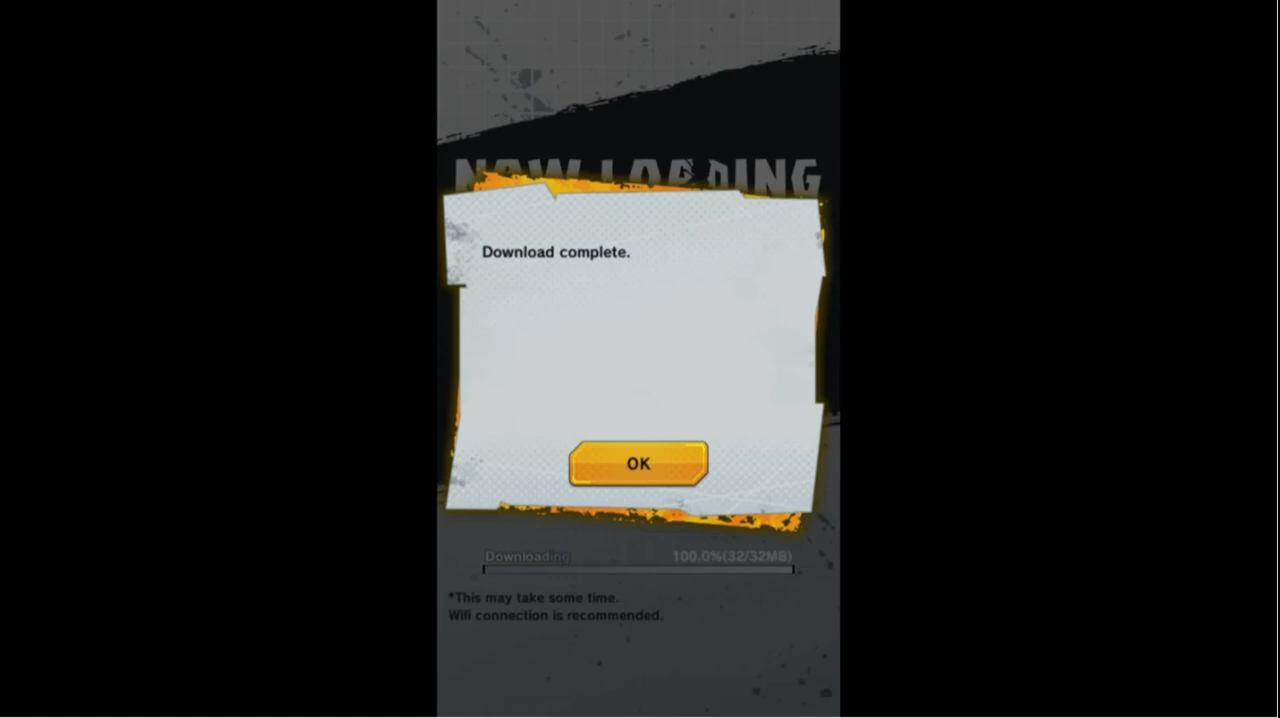 NOW LOADING
Download complete.
OK
Downloading 100.0%(32/32MB)
*This may take some time.
Wifi connection is recommended.